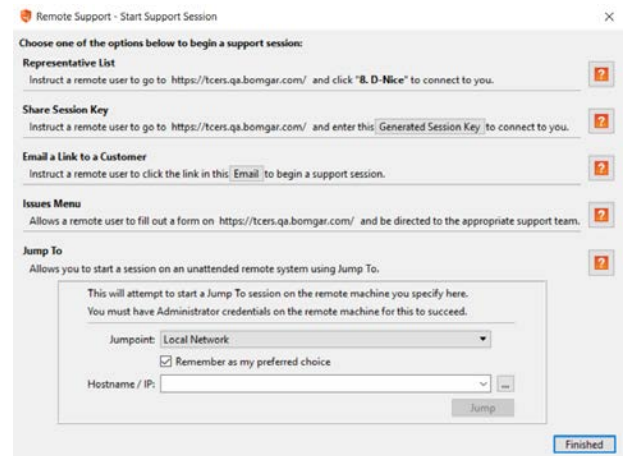 Remote Support - Start Support Session
Choose one of the options below to begin a support session:
Representative List
Instruct a remote user to go to https://tcers.qa.bomgar.com/ and click "8. D-Nice" to connect to you.
?
Share Session Key
Instruct a remote user to go to https://tcers.qa.bomgar.com/ and enter this Generated Session Key to connect to you.
?
Email a Link to a Customer
Instruct a remote user to click the link in this Email to begin a support session.
?
Issues Menu
Allows a remote user to fill out a form on https://tcers.qa.bomgar.com/ and be directed to the appropriate support team.
?
Jump To
Allows you to start a session on an unattended remote system using Jump To.
?
This will attempt to start a Jump To session on the remote machine you specify here.
You must have Administrator credentials on the remote machine for this to succeed.
Jumpoint: Local Network
Remember as my preferred choice
Hostname / IP: ...
Jump
Finished